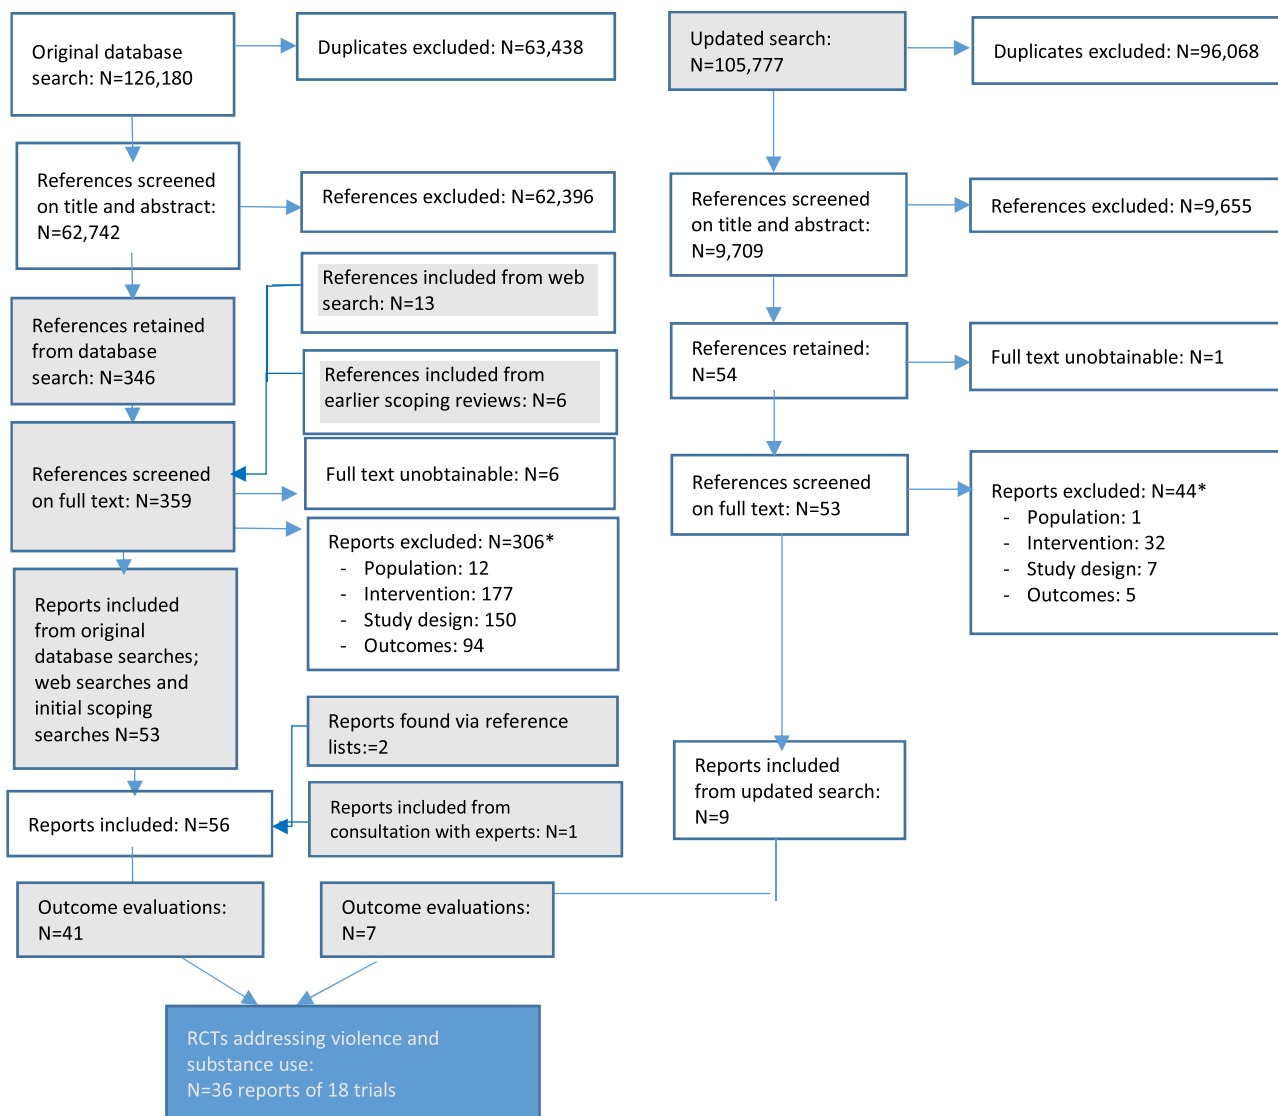 Original database
search: N=126,180
Duplicates excluded: N=63,438
References screened
on title and abstract:
N=62,742
References excluded: N=62,396
References included from web
search: N=13
References retained
from database
search: N=346
References included from
earlier scoping reviews: N=6
References screened
on full text: N=359
Full text unobtainable: N=6
Reports excluded: N=306*
- Population: 12
- Intervention: 177
- Study design: 150
- Outcomes: 94
Reports included
from original
database searches;
web searches and
initial scoping
searches N=53
Reports found via reference
lists:=2
Reports included from
consultation with experts: N=1
Reports included: N=56
Outcome evaluations:
N=41
Updated search:
N=105,777
Duplicates excluded: N=96,068
References screened
on title and abstract:
N=9,709
References excluded: N=9,655
References retained:
N=54
Full text unobtainable: N=1
References screened
on full text: N=53
Reports excluded: N=44*
- Population: 1
- Intervention: 32
- Study design: 7
- Outcomes: 5
Reports included
from updated search:
N=9
Outcome evaluations:
N=7
RCTs addressing violence and
substance use:
N=36 reports of 18 trials